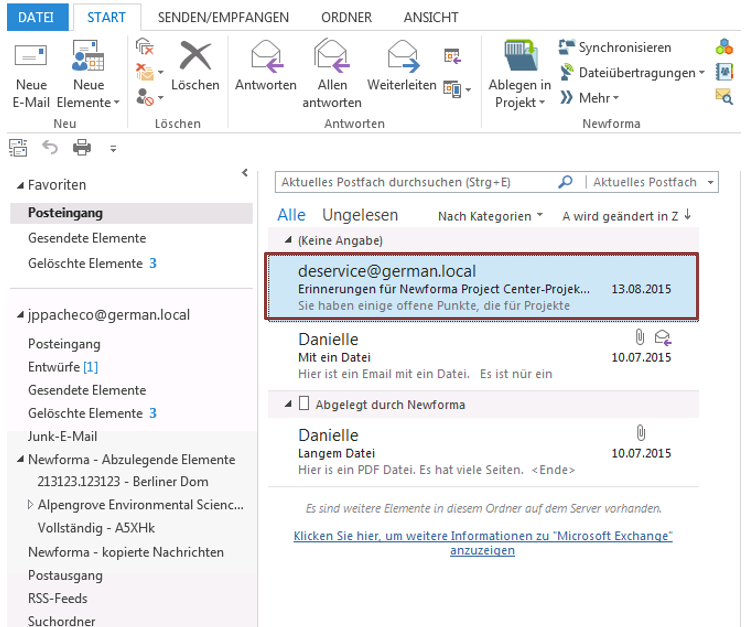 DATEI START SENDEN/EMPFANGEN ORDNER ANSICHT
Neue
E-Mail
Neue
Elemente
Neu
Löschen
Löschen
Antworten
Allen
antworten
Weiterleiten
Antworten
Ablegen in
Projekt
Synchronisieren
Dateiübertragungen
Mehr
Newforma
Favoriten
Posteingang
Gesendete Elemente
Gelöschte Elemente 3
jppacheco@german.local
Posteingang
Entwürfe [1]
Gesendete Elemente
Gelöschte Elemente 3
Junk-E-Mail
Newforma - Abzulegende Elemente
213123.123123 - Berliner Dom
Alpengrove Environmental Scienc...
Vollständig - A5XHk
Newforma - kopierte Nachrichten
Postausgang
RSS-Feeds
Suchordner
Aktuelles Postfach durchsuchen (Strg+E) Aktuelles Postfach
Alle Ungelesen Nach Kategorien A wird geändert in Z
(Keine Angabe)
deservice@german.local
Erinnerungen für Newforma Project Center-Projek... 13.08.2015
Sie haben einige offene Punkte, die für Projekte
Danielle
Mit ein Datei 10.07.2015
Hier ist ein Email mit ein Datei. Es ist nür ein
Abgelegt durch Newforma
Danielle
Langem Datei 10.07.2015
Hier is ein PDF Datei. Es hat viele Seiten. <Ende>
Es sind weitere Elemente in diesem Ordner auf dem Server vorhanden.
Klicken Sie hier, um weitere Informationen zu "Microsoft Exchange"
anzuzeigen